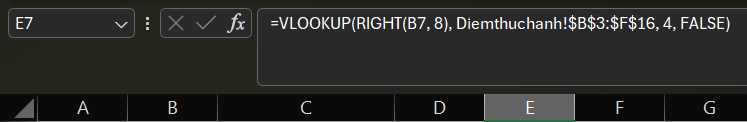 E7 fx =VLOOKUP(RIGHT(B7, 8), Diemthuchanh!$B$3:$F$16, 4, FALSE)
A B C D E F G